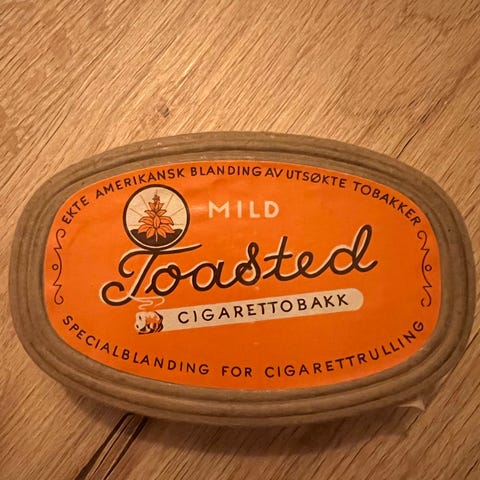 EKTE AMERIKANSK BLANDING AV UTSØKTE TOBAKKER
MILD
Toasted
CIGARETTOBAKK
SPECIALBLANDING FOR CIGARETTRULLING